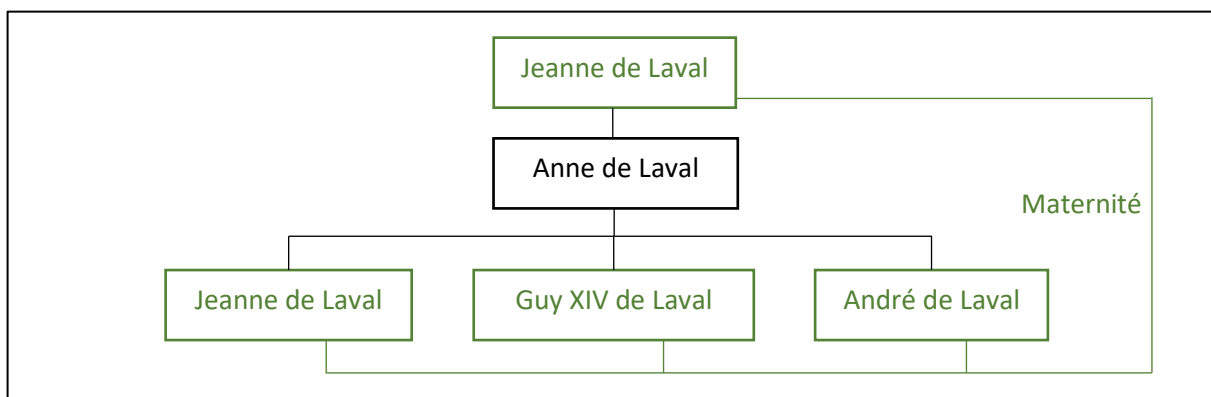 Jeanne de Laval
Anne de Laval
Maternité
Jeanne de Laval
Guy XIV de Laval
André de Laval